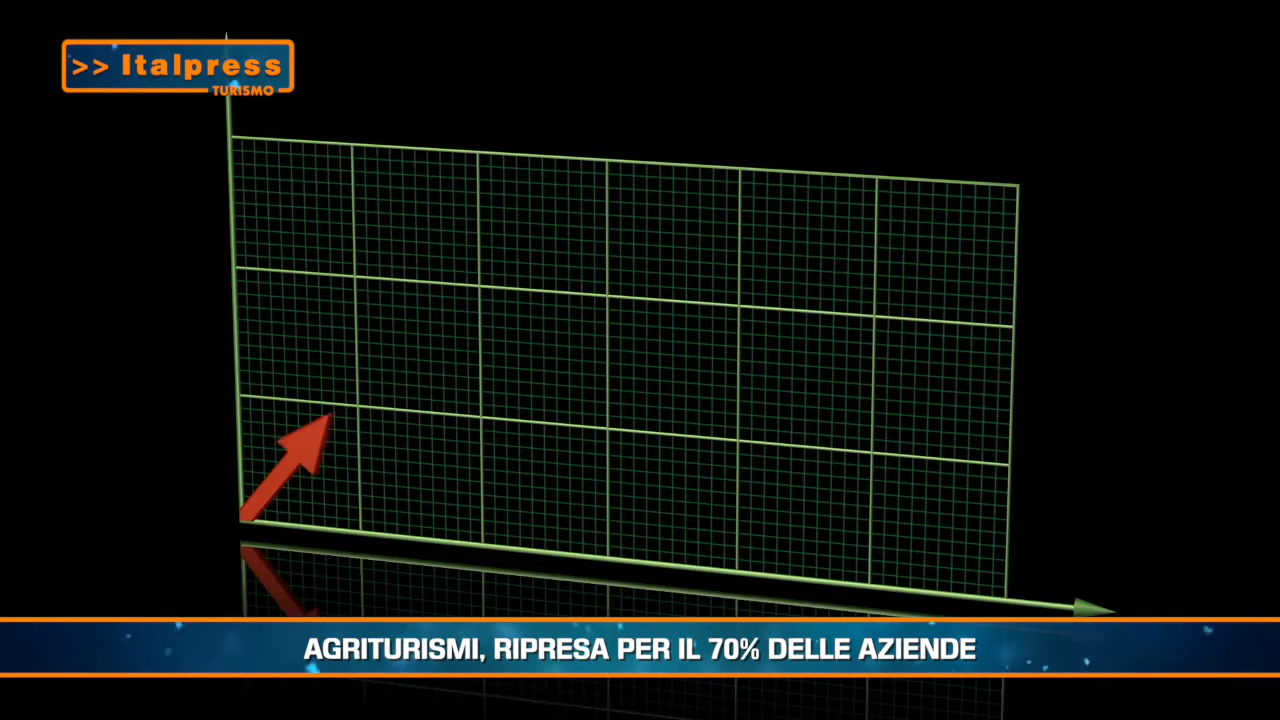 >> Italpress
TURISMO
AGRITURISMI, RIPRESA PER IL 70% DELLE AZIENDE